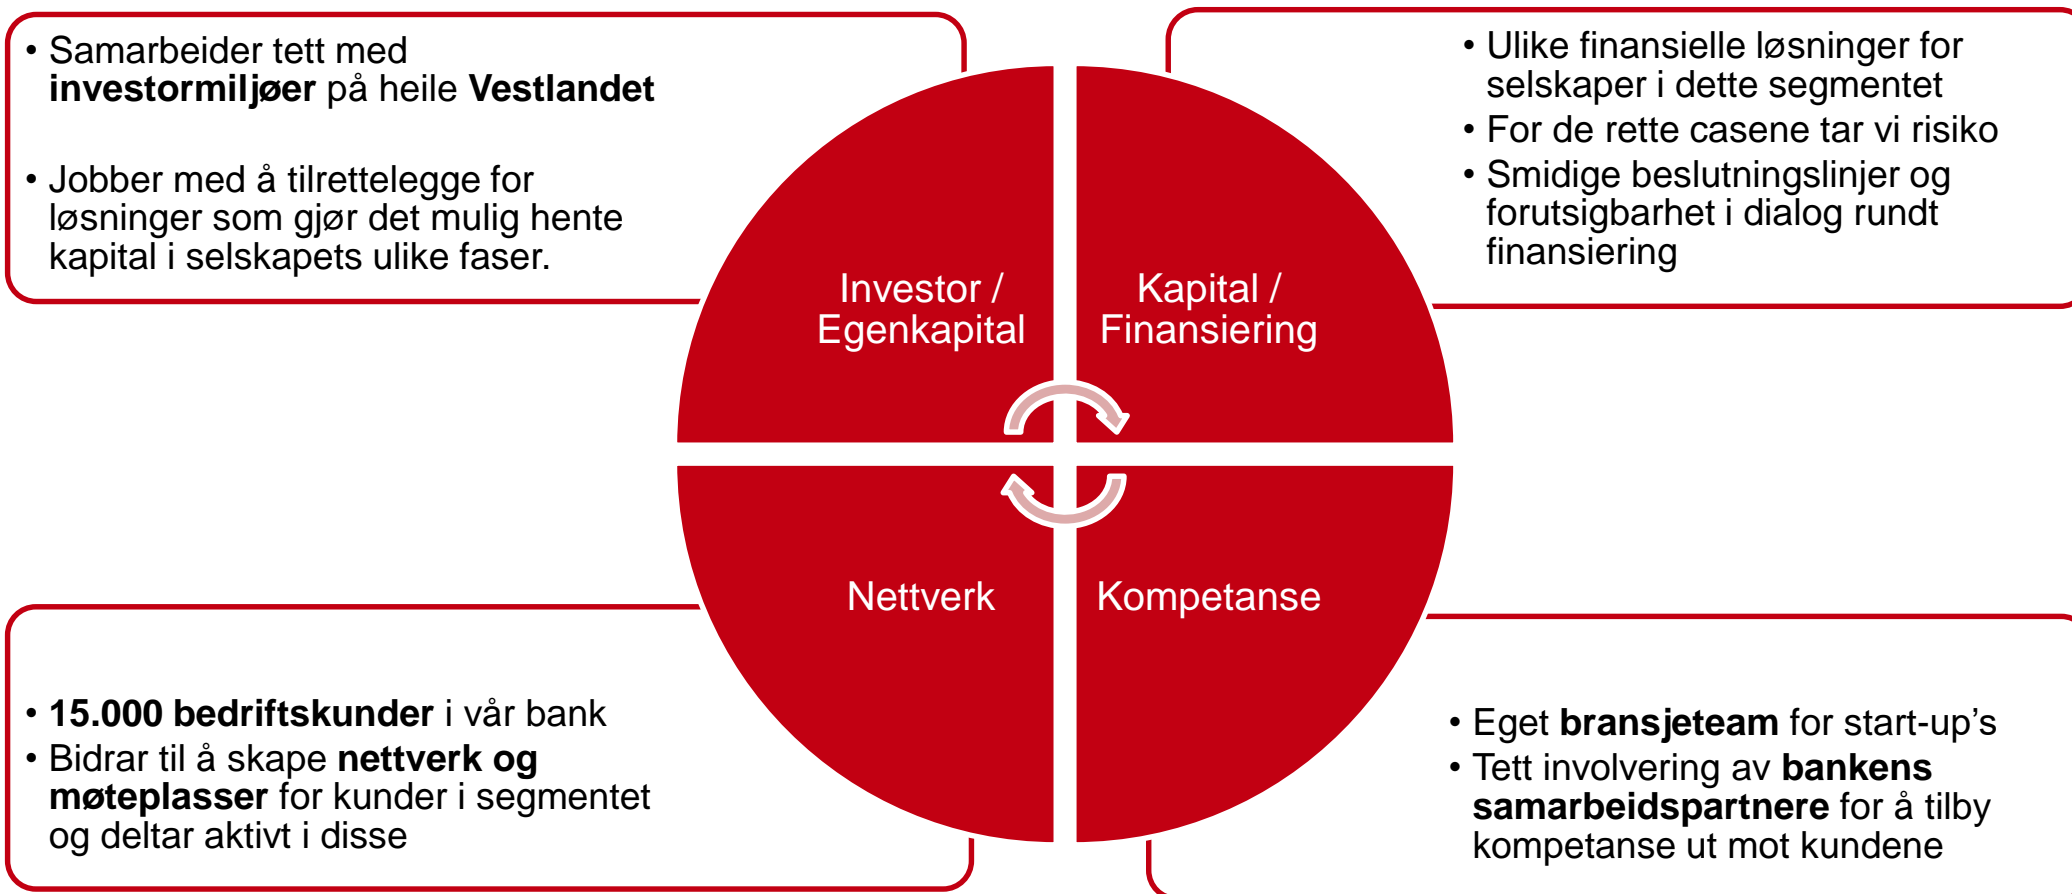 • Samarbeider tett med
investormiljøer på heile Vestlandet
• Jobber med å tilrettelegge for
løsninger som gjør det mulig hente
kapital i selskapets ulike faser.
• Ulike finansielle løsninger for
selskaper i dette segmentet
• For de rette casene tar vi risiko
• Smidige beslutningslinjer og
forutsigbarhet i dialog rundt
finansiering
Investor /
Egenkapital
Kapital /
Finansiering
Nettverk
Kompetanse
• 15.000 bedriftskunder i vår bank
• Bidrar til å skape nettverk og
møteplasser for kunder i segmentet
og deltar aktivt i disse
• Eget bransjeteam for start-up’s
• Tett involvering av bankens
samarbeidspartnere for å tilby
kompetanse ut mot kundene